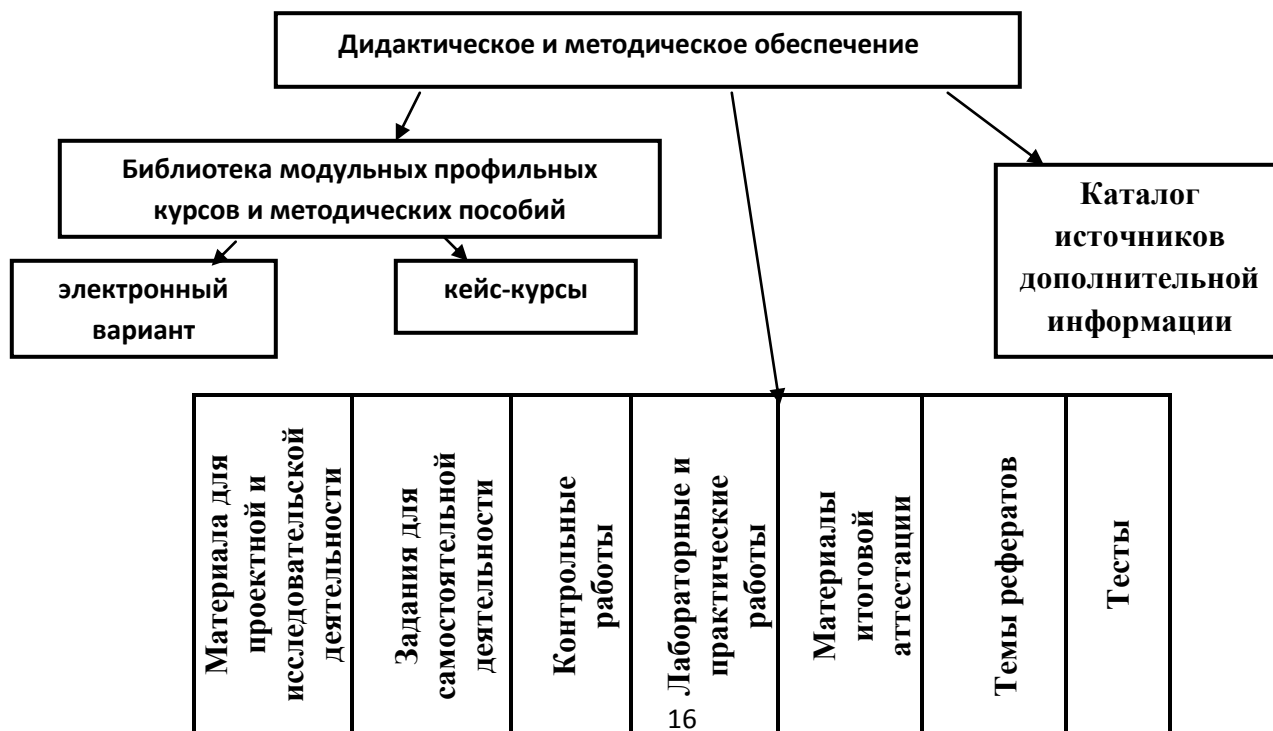 Дидактическое и методическое обеспечение
Библиотека модульных профильных
курсов и методических пособий
Каталог
источников
дополнительной
информации
электронный
вариант
кейс-курсы
Материала для
проектной и
исследовательской
деятельности
Задания для
самостоятельной
деятельности
Контрольные
работы
Лабораторные и
практические
работы
Материалы
итоговой
аттестации
Темы рефератов
Тесты
16